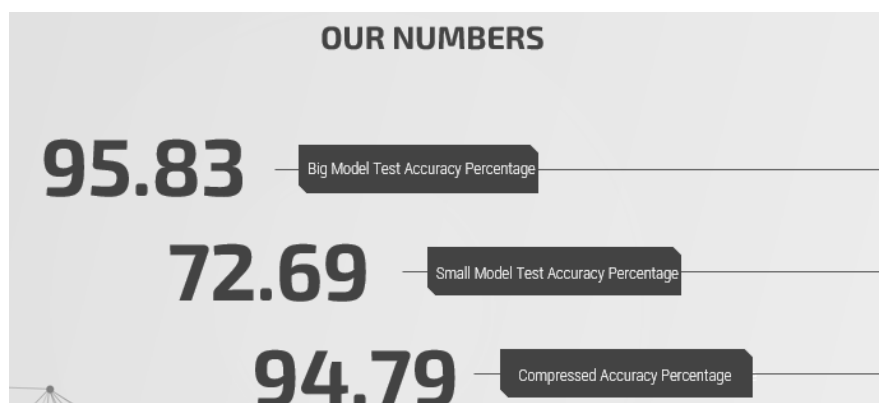 OUR NUMBERS
95.83 Big Model Test Accuracy Percentage
72.69 Small Model Test Accuracy Percentage
94.79 Compressed Accuracy Percentage